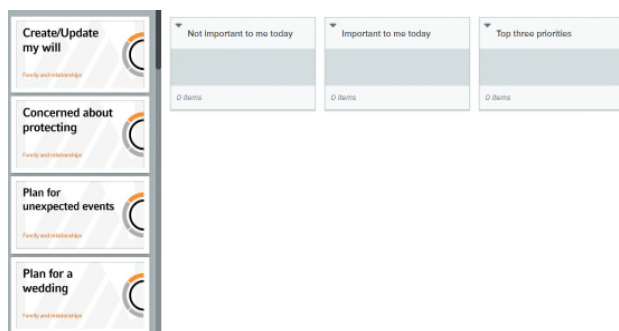 Create/Update
my will
Family and relationships
Concerned about
protecting
Family and relationships
Plan for
unexpected events
Family and relationships
Plan for a
wedding
Family and relationships
Not important to me today
0 items
Important to me today
0 items
Top three priorities
0 items